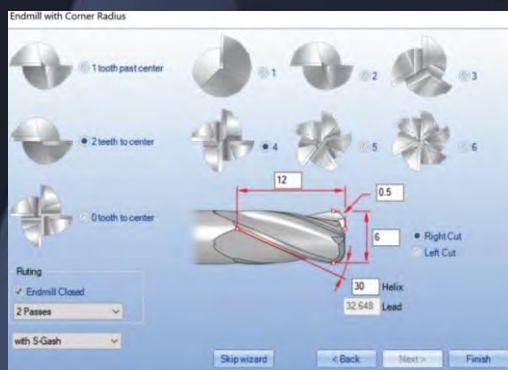 Endmill with Corner Radius
1 tooth past center
1
2
3
2 teeth to center
4
5
6
0 tooth to center
12
0.5
6
Right Cut
Left Cut
30 Helix
32.648 Lead
Fluting
Endmill Closed
2 Passes
with S-Gash
Skip wizard
< Back
Next >
Finish